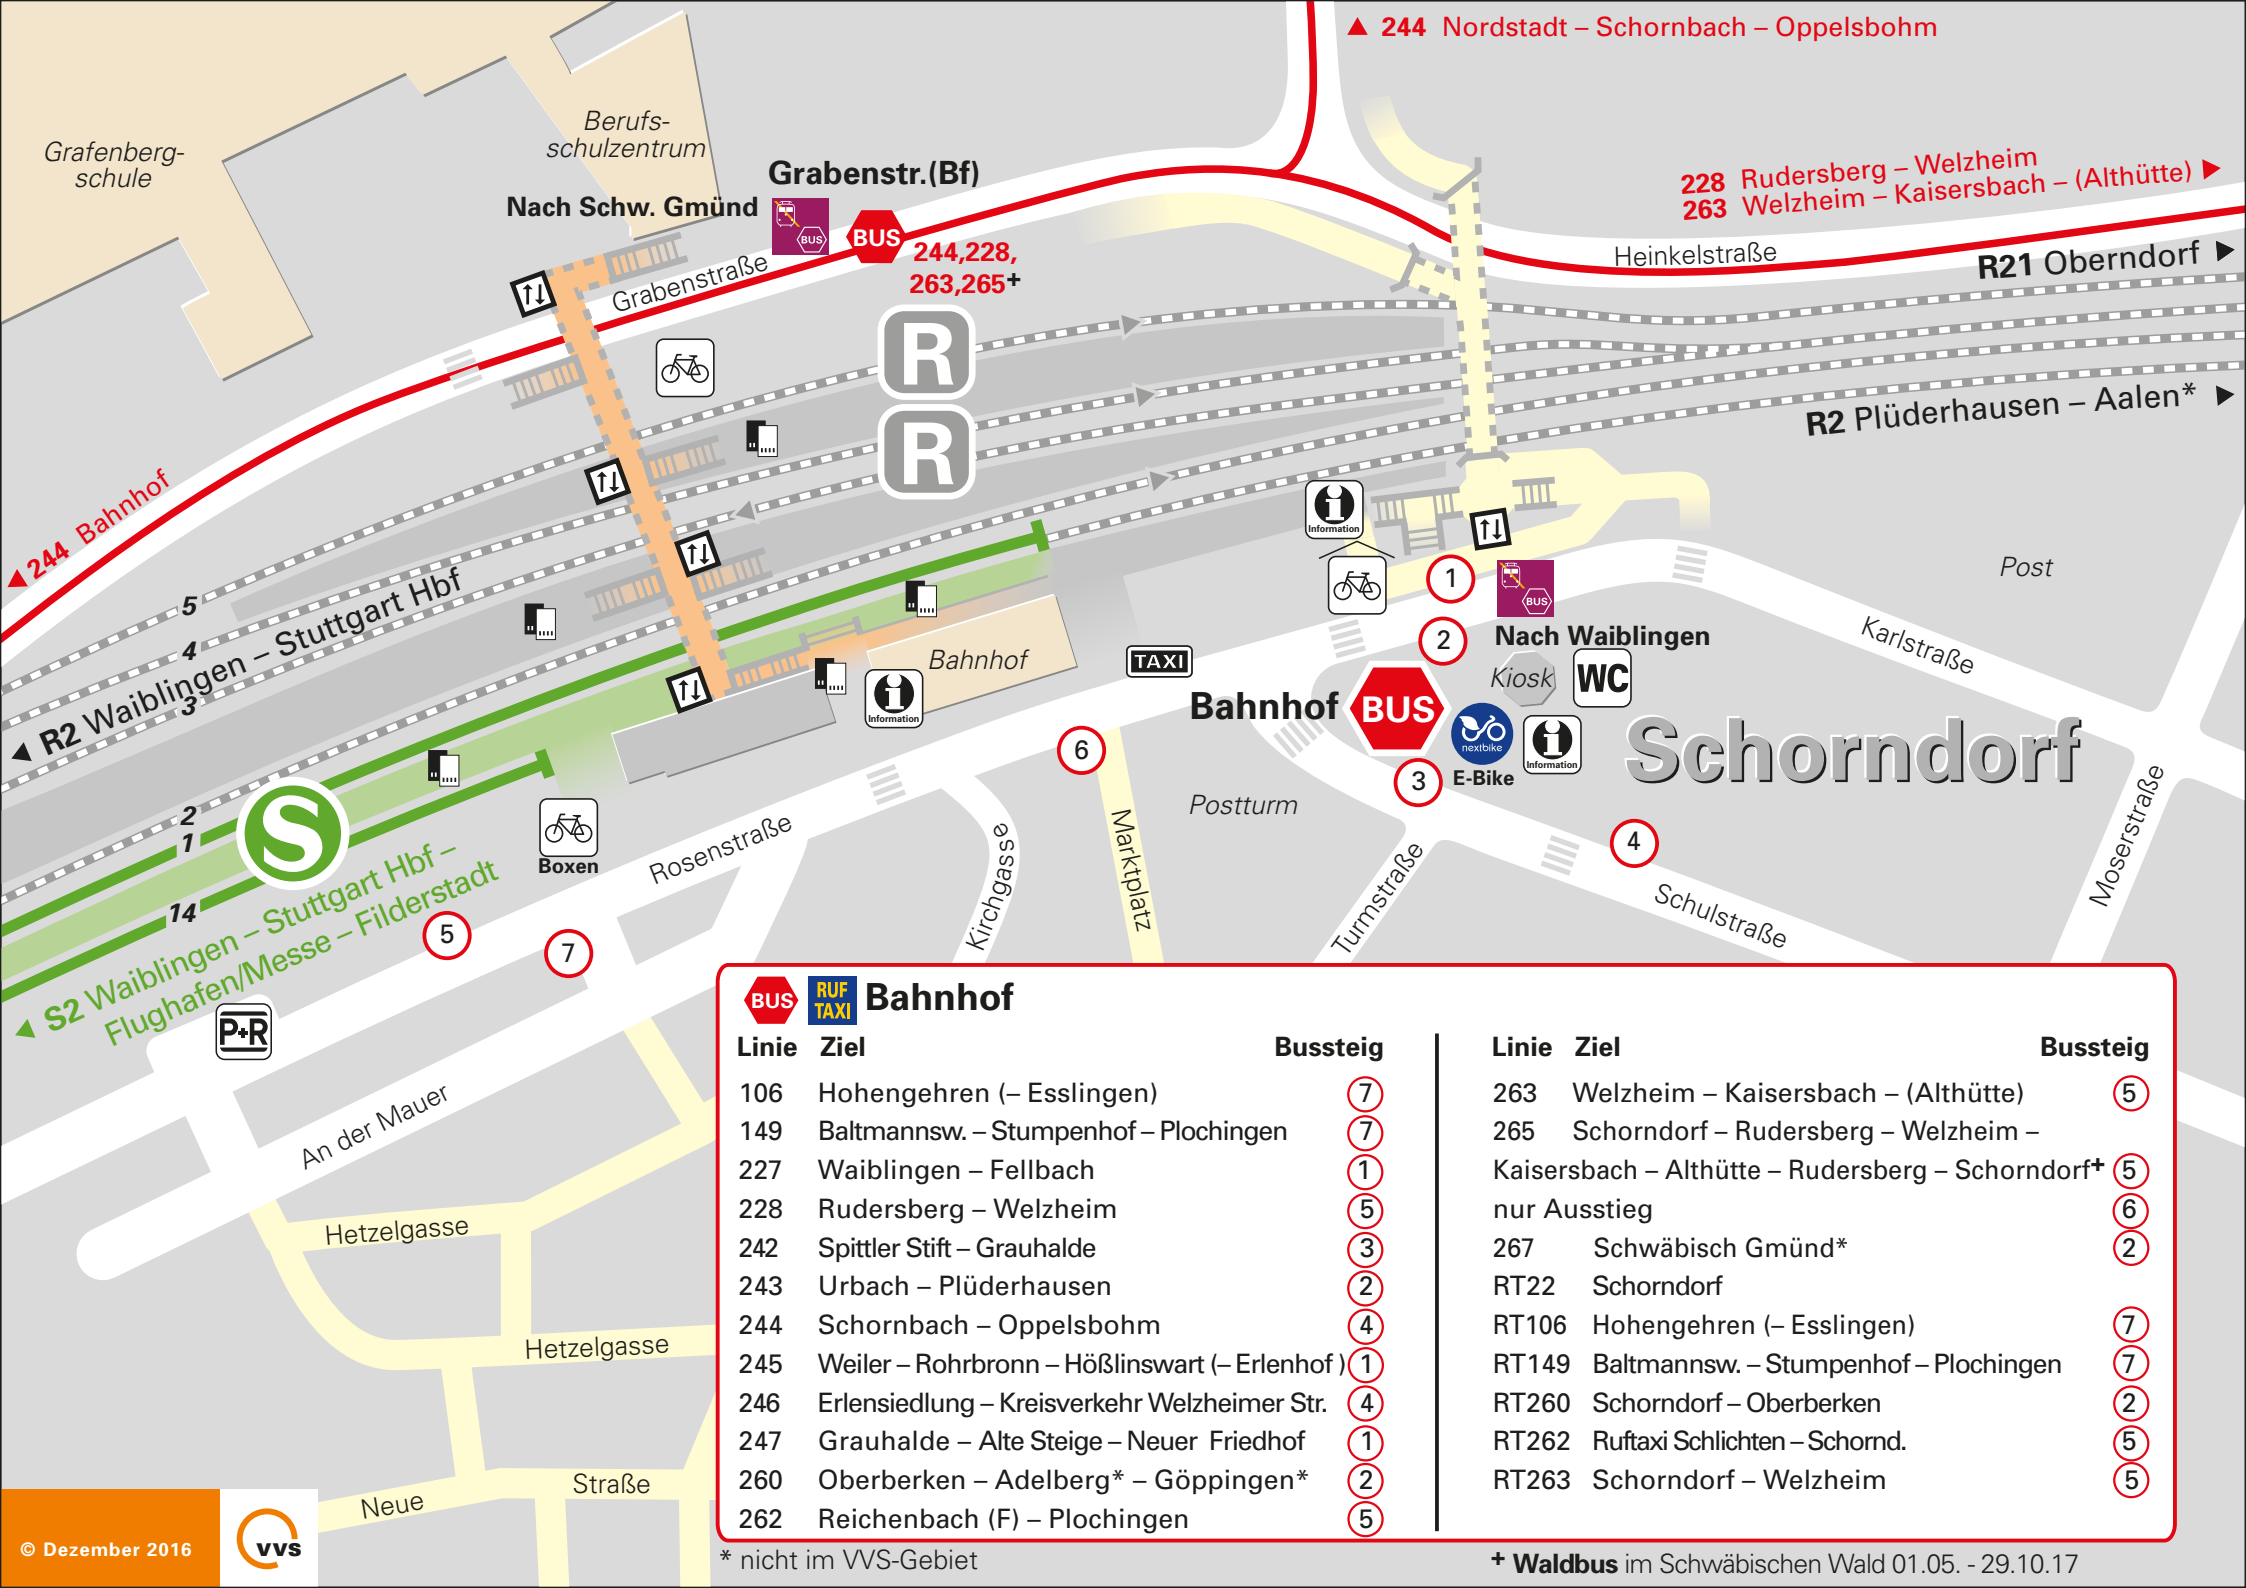 244 Nordstadt – Schornbach – Oppelsbohm
Grafenberg-
schule
Berufs-
schulzentrum
Grabenstr.(Bf)
Nach Schw. Gmünd
BUS
BUS
244,228,
263,265+
Grabenstraße
228 Rudersberg – Welzheim
263 Welzheim – Kaisersbach – (Althütte)
Heinkelstraße
R21 Oberndorf
R2 Plüderhausen – Aalen*
R
R
244 Bahnhof
5
4
R2 Waiblingen – Stuttgart Hbf
3
2
1
14
S
S2 Waiblingen – Stuttgart Hbf –
Flughafen/Messe – Filderstadt
Information
1
BUS
2
Nach Waiblingen
Post
Karlstraße
Bahnhof
Information
TAXI
Kiosk
WC
Bahnhof
BUS
nextbike
E-Bike
Information
Schorndorf
6
3
Postturm
4
Boxen
Rosenstraße
Kirchgasse
Marktplatz
Turmstraße
Schulstraße
Moserstraße
5
7
P+R
An der Mauer
Hetzelgasse
Hetzelgasse
Neue
Straße
BUS
RUF
TAXI
Bahnhof
Linie Ziel Bussteig
106 Hohengehren (– Esslingen) 7
149 Baltmannsw. – Stumpenhof – Plochingen 7
227 Waiblingen – Fellbach 1
228 Rudersberg – Welzheim 5
242 Spittler Stift – Grauhalde 3
243 Urbach – Plüderhausen 2
244 Schornbach – Oppelsbohm 4
245 Weiler – Rohrbronn – Hößlinswart (– Erlenhof ) 1
246 Erlensiedlung – Kreisverkehr Welzheimer Str. 4
247 Grauhalde – Alte Steige – Neuer Friedhof 1
260 Oberberken – Adelberg* – Göppingen* 2
262 Reichenbach (F) – Plochingen 5
Linie Ziel Bussteig
263 Welzheim – Kaisersbach – (Althütte) 5
265 Schorndorf – Rudersberg – Welzheim –
Kaisersbach – Althütte – Rudersberg – Schorndorf+ 5
nur Ausstieg 6
267 Schwäbisch Gmünd* 2
RT22 Schorndorf
RT106 Hohengehren (– Esslingen) 7
RT149 Baltmannsw. – Stumpenhof – Plochingen 7
RT260 Schorndorf – Oberberken 2
RT262 Ruftaxi Schlichten – Schornd. 5
RT263 Schorndorf – Welzheim 5
* nicht im VVS-Gebiet
+ Waldbus im Schwäbischen Wald 01.05. - 29.10.17
© Dezember 2016
vvs